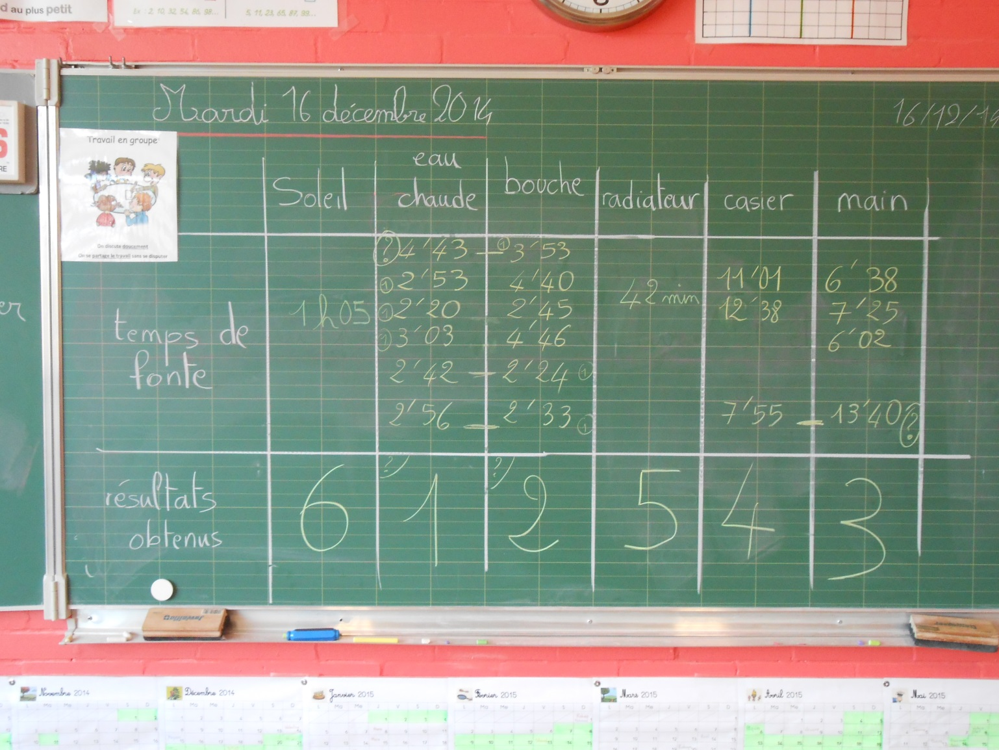 d au plus petit
Ex : 2, 10, 32, 54, 86, 98...
5, 11, 23, 65, 87, 99...
Mardi 16 décembre 2014
16/12/14
Travail en groupe
On discute doucement
On se partage le travail sans se disputer
Soleil
eau
chaude
bouche
radiateur
casier
main
temps de
fonte
1h05
? 4'43 – 1 3'53
1 2'53 4'40
1 2'20 2'45
1 3'03 4'46
2'42 – 2'24 1
2'56 – 2'33 1
42 min
11'01 6'38
12'38 7'25
6'02
7'55 – 13'40 ?
résultats
obtenus
6 ? 1 ? 2 5 4 3
er
Novembre 2014
Décembre 2014
Janvier 2015
Février 2015
Mars 2015
Avril 2015
Mai 2015